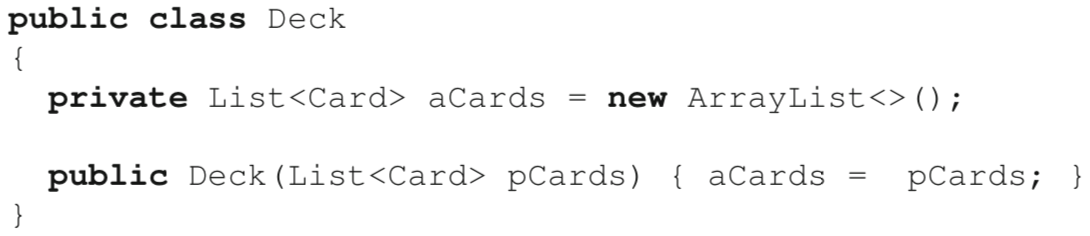 public class Deck
{
  private List<Card> aCards = new ArrayList<>();

  public Deck(List<Card> pCards) { aCards =  pCards; }
}